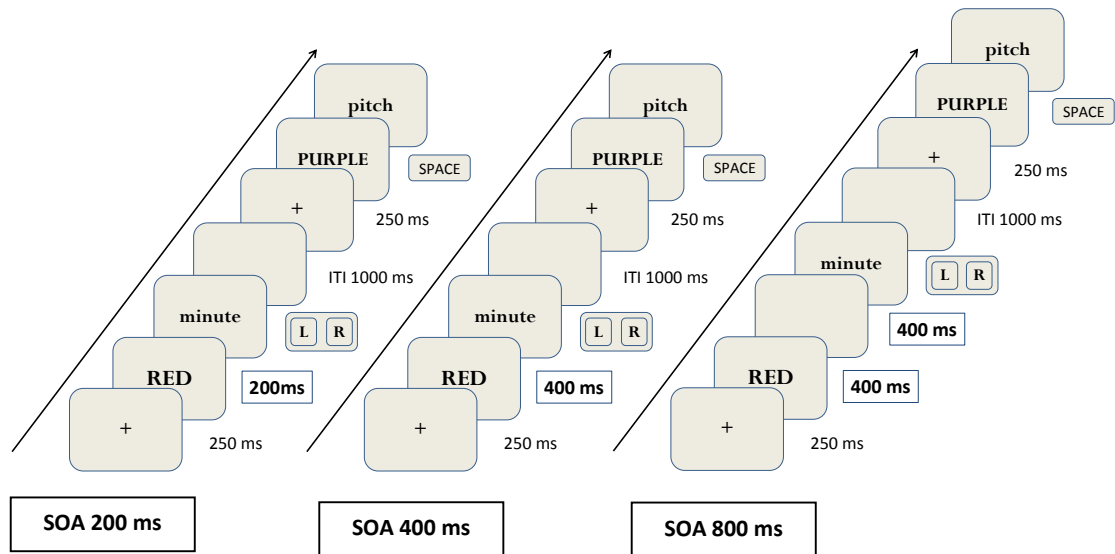 pitch
PURPLE
SPACE
+
250 ms
ITI 1000 ms
minute
L R
RED
200ms
+
250 ms
SOA 200 ms
pitch
PURPLE
SPACE
+
250 ms
ITI 1000 ms
minute
L R
RED
400 ms
+
250 ms
SOA 400 ms
pitch
PURPLE
SPACE
+
250 ms
ITI 1000 ms
minute
L R
400 ms
RED
400 ms
+
250 ms
SOA 800 ms